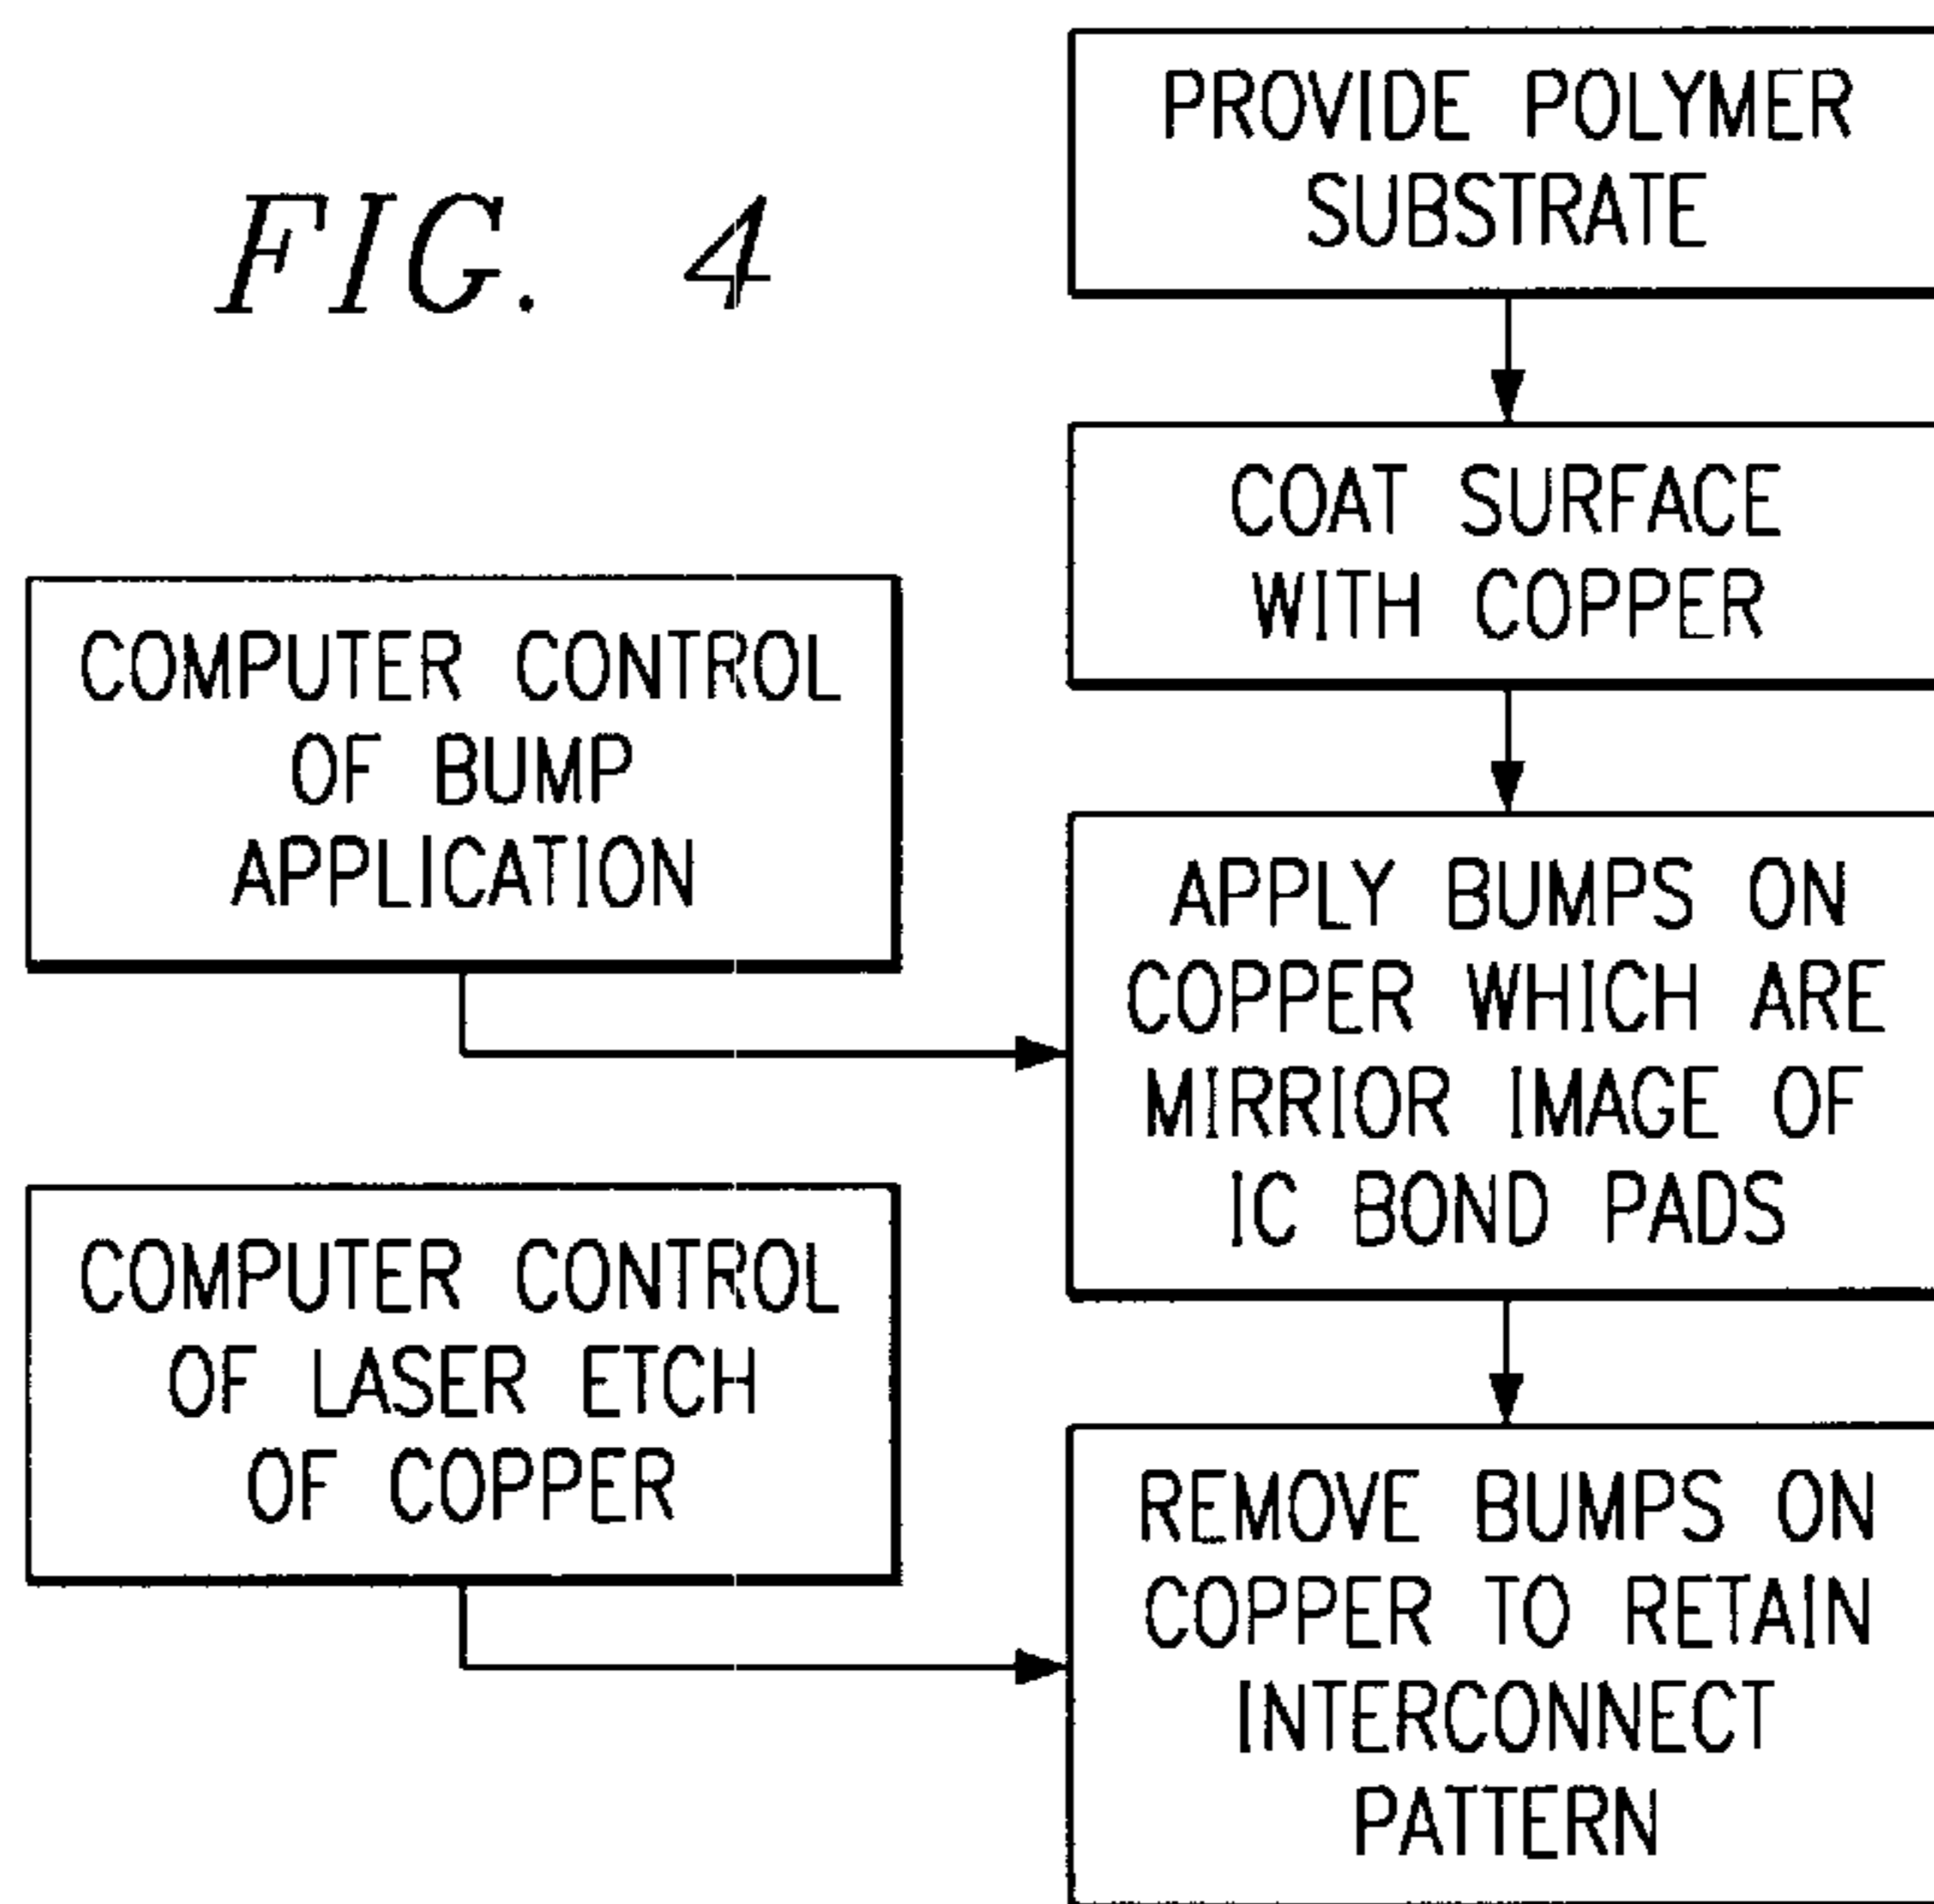 FIG. 4
PROVIDE POLYMER
SUBSTRATE
COAT SURFACE
WITH COPPER
COMPUTER CONTROL
OF BUMP
APPLICATION
APPLY BUMPS ON
COPPER WHICH ARE
MIRRIOR IMAGE OF
IC BOND PADS
COMPUTER CONTROL
OF LASER ETCH
OF COPPER
REMOVE BUMPS ON
COPPER TO RETAIN
INTERCONNECT
PATTERN